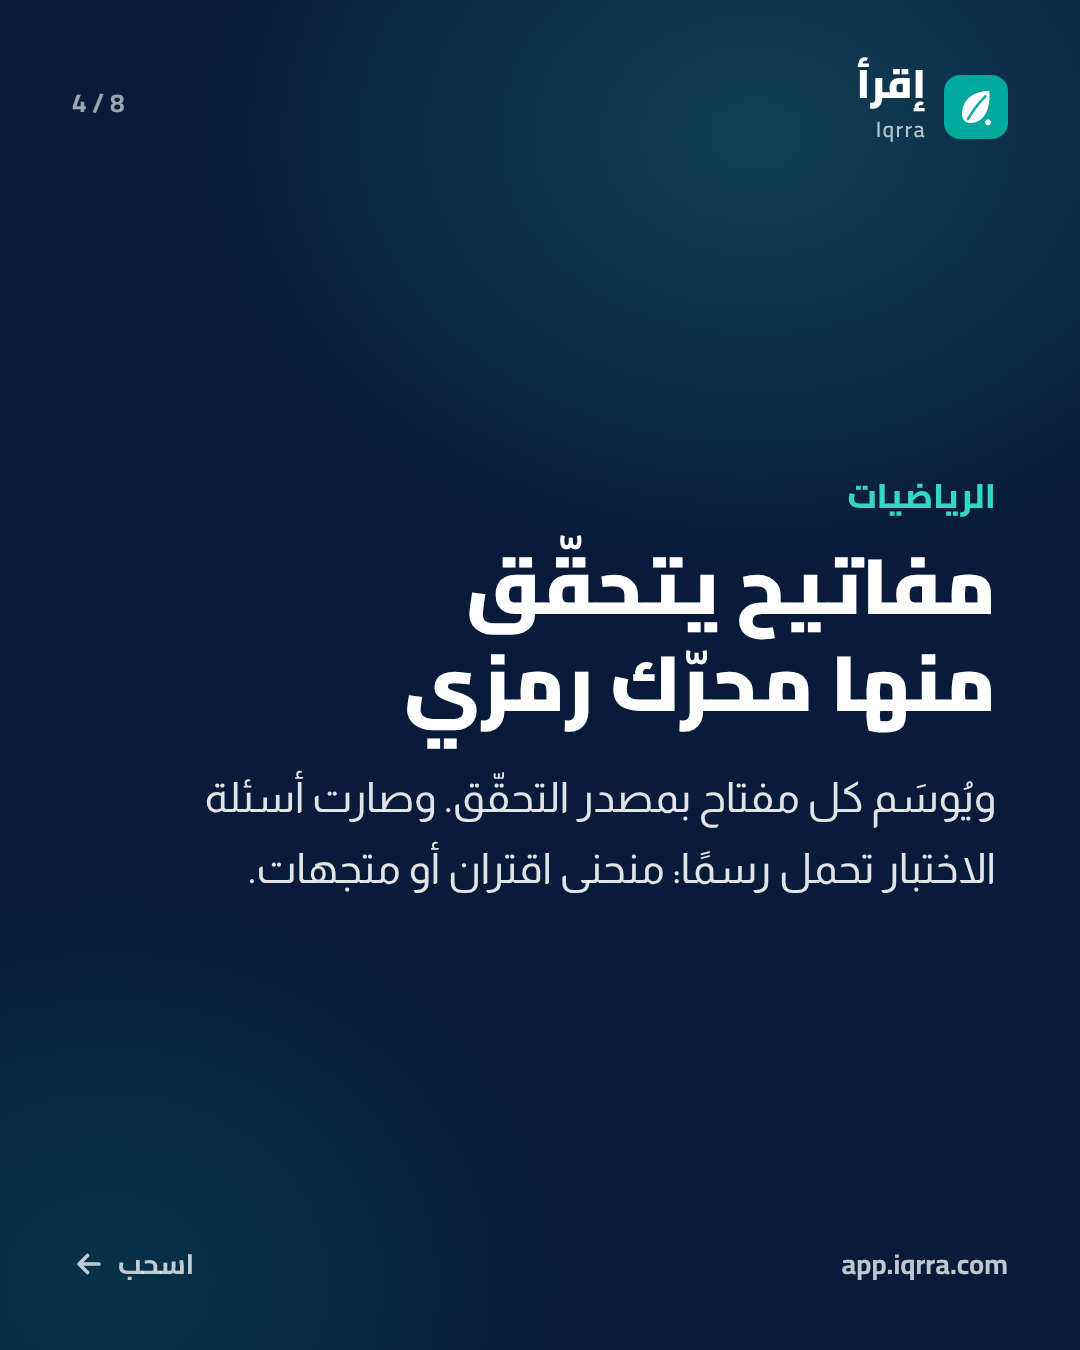 إقرأ
Iqrra
4 / 8
الرياضيات
مفاتيح يتحقّق
منها محرّك رمزي
ويُوسَم كل مفتاح بمصدر التحقّق. وصارت أسئلة
الاختبار تحمل رسمًا: منحنى اقتران أو متجهات.
app.iqrra.com
اسحب ←